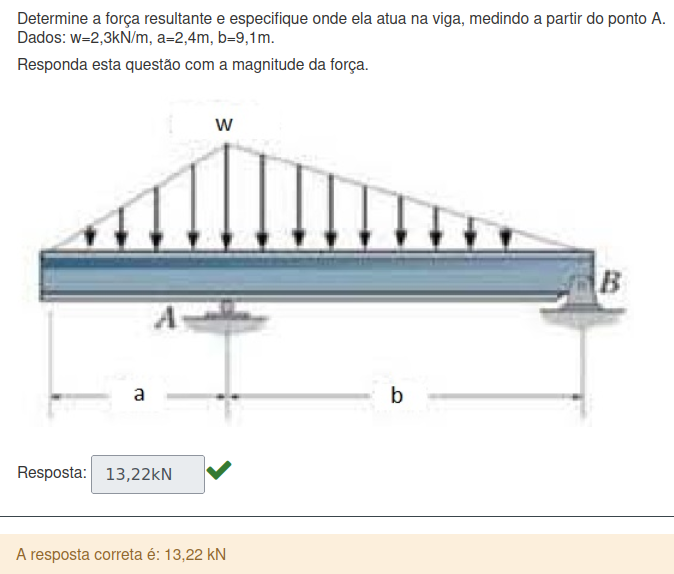 Determine a força resultante e especifique onde ela atua na viga, medindo a partir do ponto A.
Dados: w=2,3kN/m, a=2,4m, b=9,1m.
Responda esta questão com a magnitude da força.
w
B
A
a
b
Resposta: 13,22kN
A resposta correta é: 13,22 kN